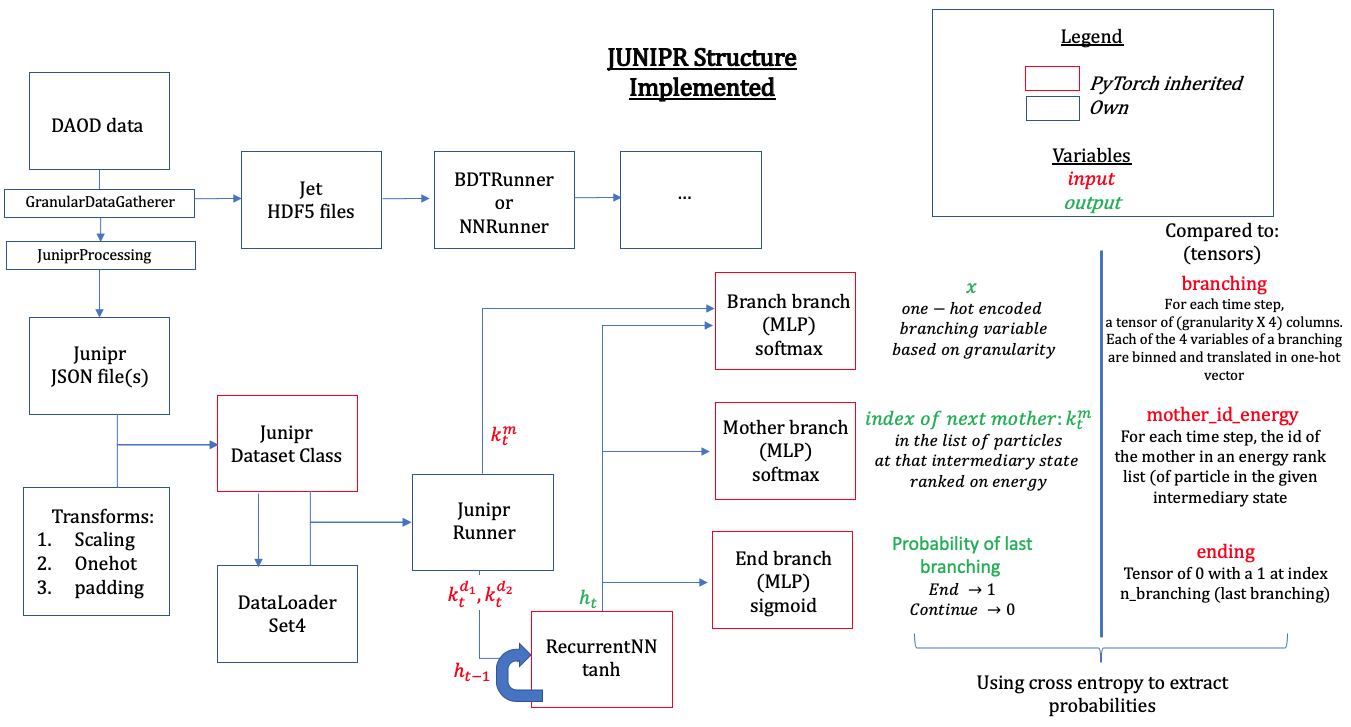 JUNIPR Structure
Implemented
Legend
PyTorch inherited
Own
Variables
input
output
DAOD data
GranularDataGatherer
JuniprProcessing
Jet
HDF5 files
BDTRunner
or
NNRunner
...
Junipr
JSON file(s)
Transforms:
1. Scaling
2. Onehot
3. padding
Junipr
Dataset Class
DataLoader
Set4
Junipr
Runner
k_t^m
k_t^{d_1}, k_t^{d_2}
h_{t−1}
h_t
RecurrentNN
tanh
Branch branch
(MLP)
softmax
x
one − hot encoded
branching variable
based on granularity
Mother branch
(MLP)
softmax
index of next mother: k_t^m
in the list of particles
at that intermediary state
ranked on energy
End branch
(MLP)
sigmoid
Probability of last
branching
End → 1
Continue → 0
Compared to:
(tensors)
branching
For each time step,
a tensor of (granularity X 4) columns.
Each of the 4 variables of a branching
are binned and translated in one-hot
vector
mother_id_energy
For each time step, the id of
the mother in an energy rank
list (of particle in the given
intermediary state
ending
Tensor of 0 with a 1 at index
n_branching (last branching)
Using cross entropy to extract
probabilities